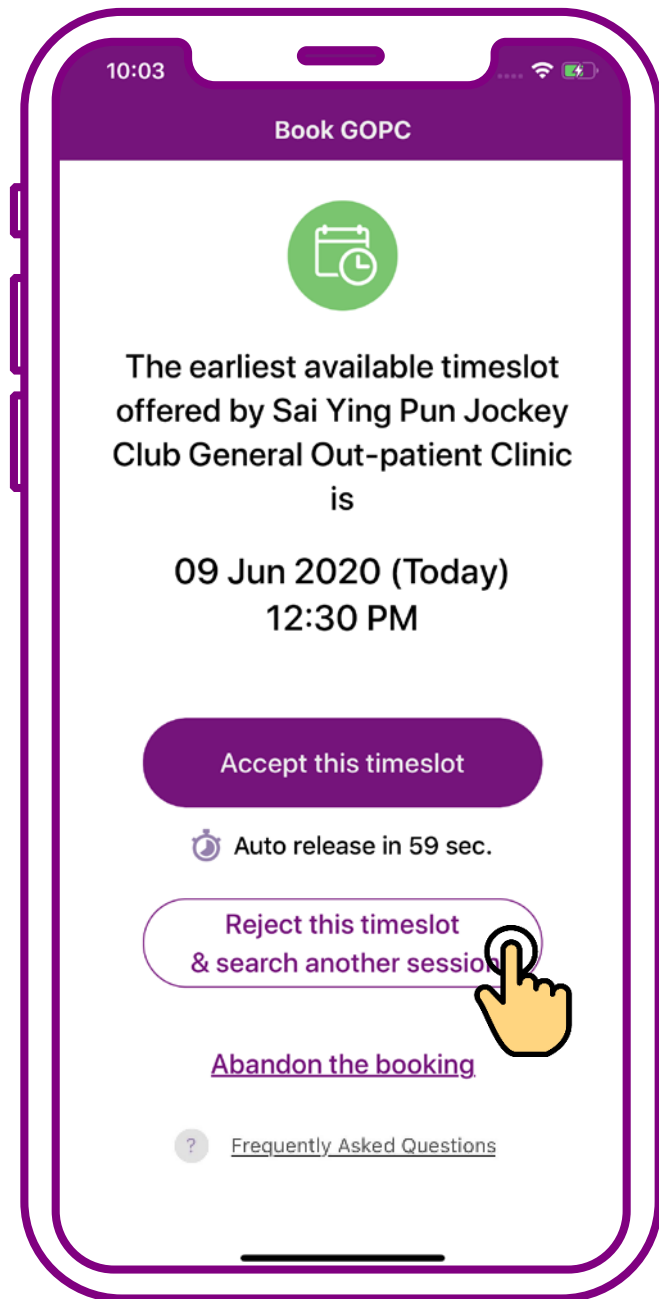 10:03
Book GOPC
The earliest available timeslot
offered by Sai Ying Pun Jockey
Club General Out-patient Clinic
is
09 Jun 2020 (Today)
12:30 PM
Accept this timeslot
Auto release in 59 sec.
Reject this timeslot
& search another session
Abandon the booking
?
Frequently Asked Questions